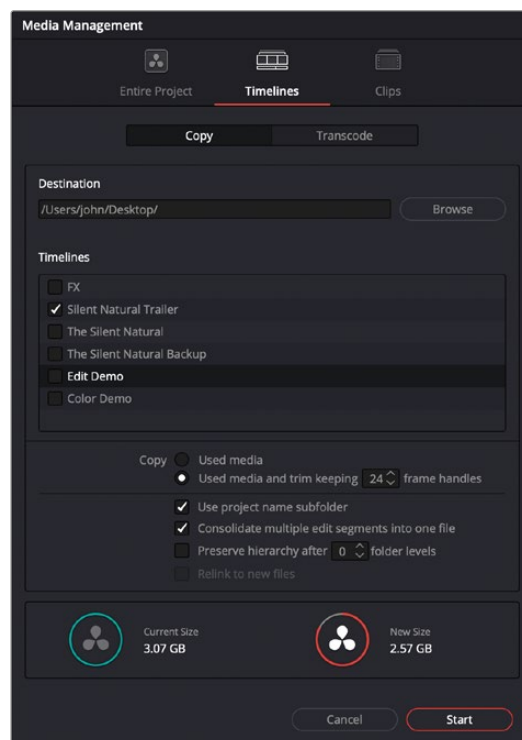 Media Management
Entire Project Timelines Clips
Copy Transcode
Destination
/Users/john/Desktop/ Browse
Timelines
FX
Silent Natural Trailer
The Silent Natural
The Silent Natural Backup
Edit Demo
Color Demo
Copy Used media
Used media and trim keeping 24 frame handles
Use project name subfolder
Consolidate multiple edit segments into one file
Preserve hierarchy after 0 folder levels
Relink to new files
Current Size New Size
3.07 GB 2.57 GB
Cancel Start